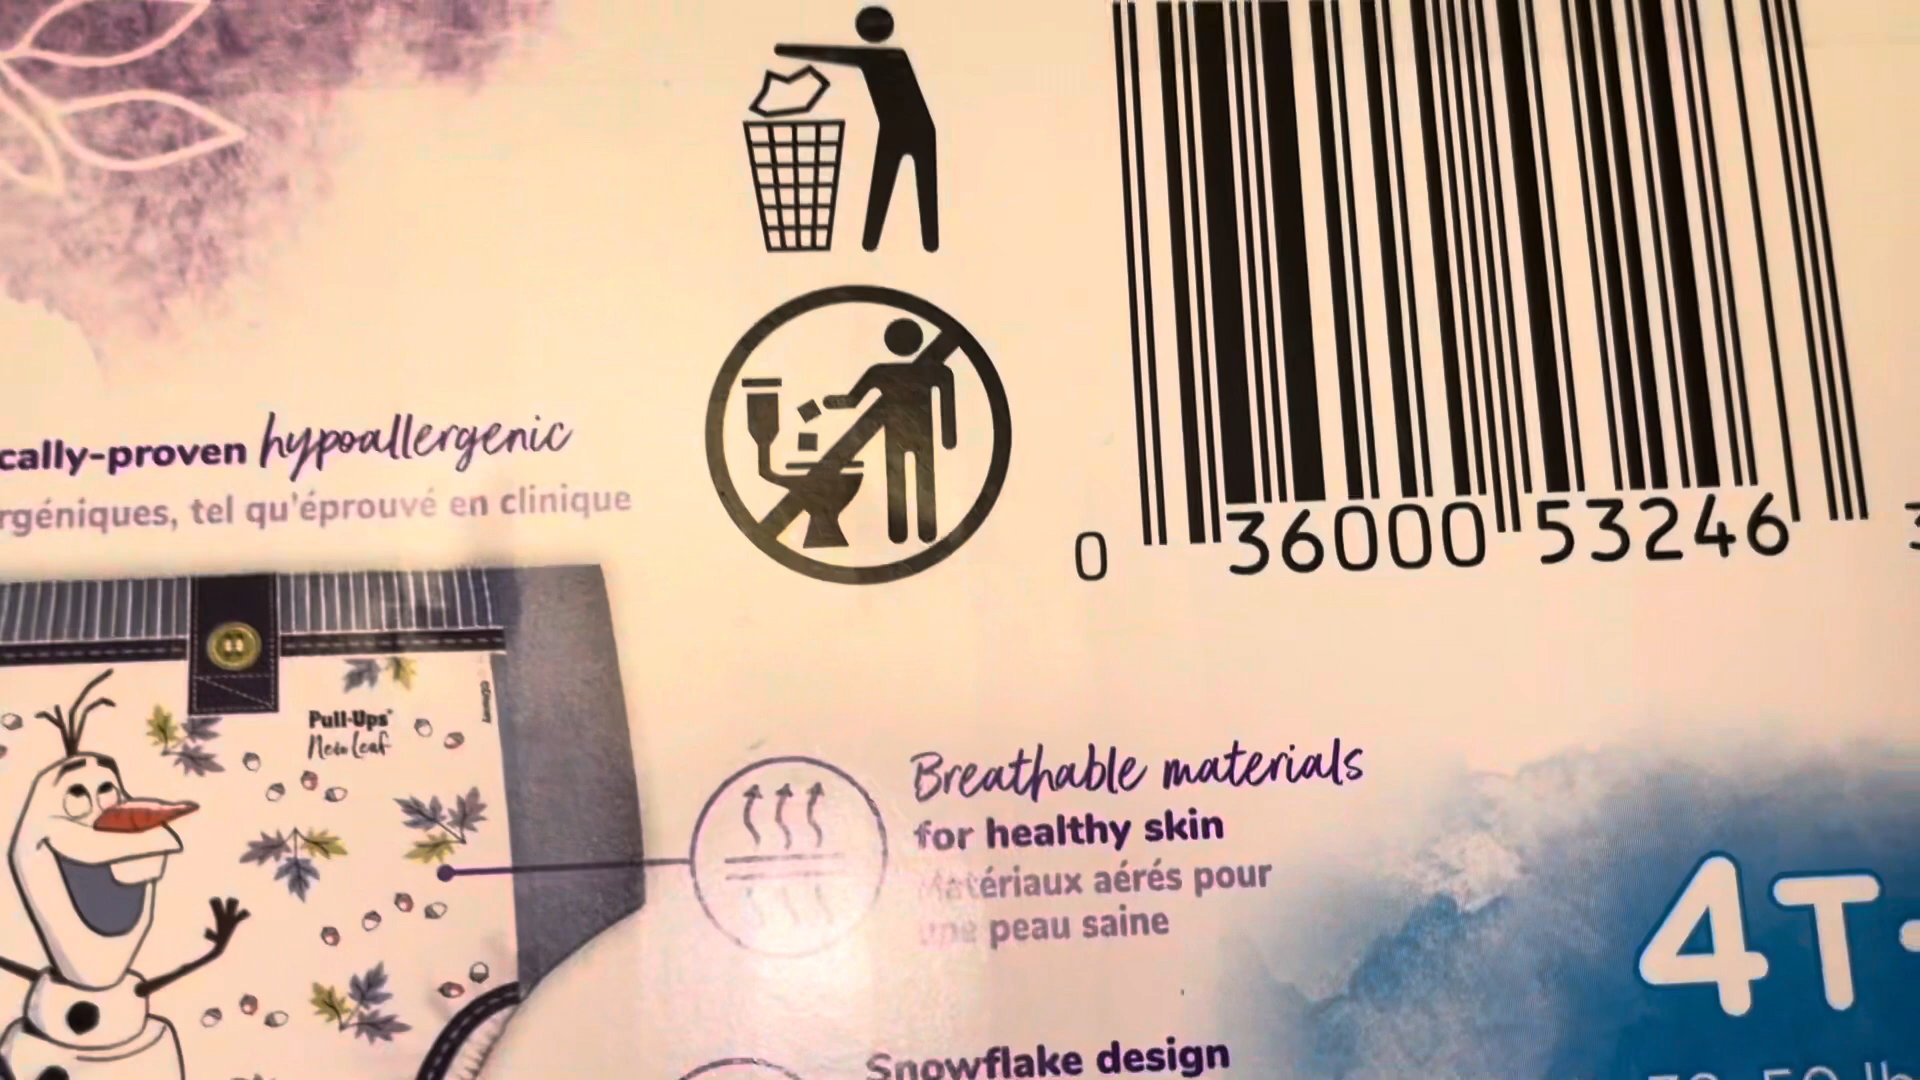 cally-proven hypoallergenic
rgéniques, tel qu'éprouvé en clinique
0 36000 53246
Pull-Ups
New Leaf
©Disney
Breathable materials
for healthy skin
Matériaux aérés pour
une peau saine
4T-
Snowflake design